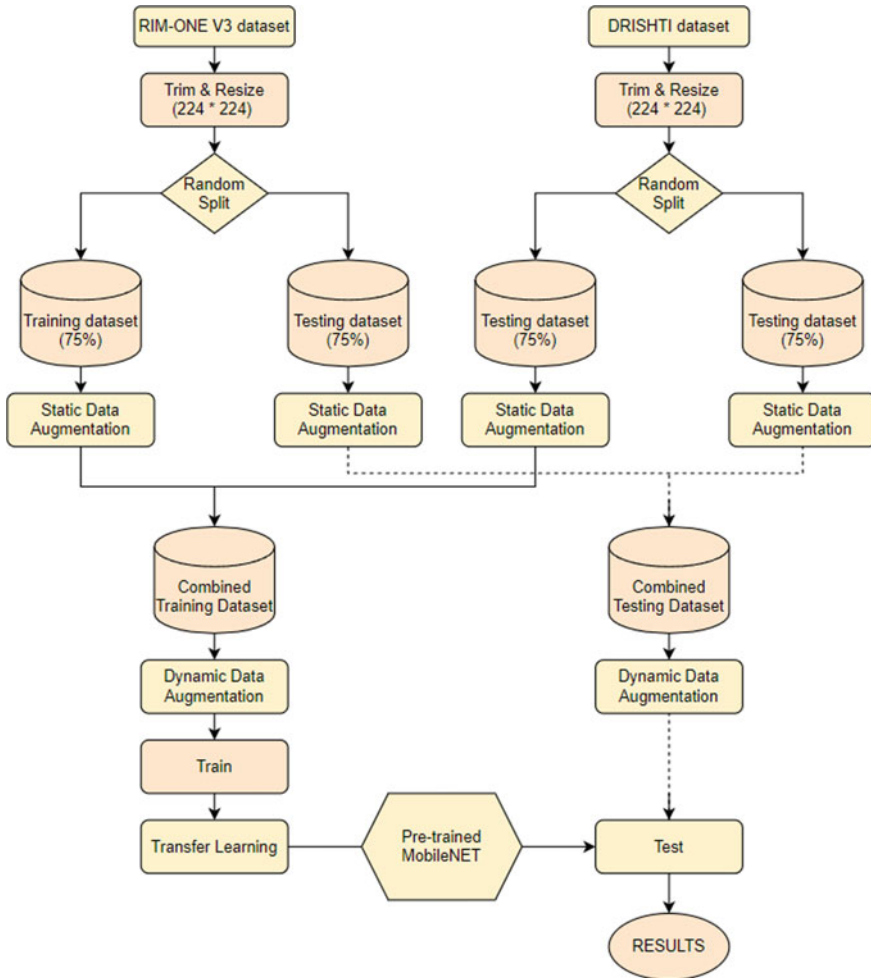 RIM-ONE V3 dataset
DRISHTI dataset
Trim & Resize
(224 * 224)
Trim & Resize
(224 * 224)
Random
Split
Random
Split
Training dataset
(75%)
Testing dataset
(75%)
Testing dataset
(75%)
Testing dataset
(75%)
Static Data
Augmentation
Static Data
Augmentation
Static Data
Augmentation
Static Data
Augmentation
Combined
Training Dataset
Combined
Testing Dataset
Dynamic Data
Augmentation
Dynamic Data
Augmentation
Train
Transfer Learning
Pre-trained
MobileNET
Test
RESULTS